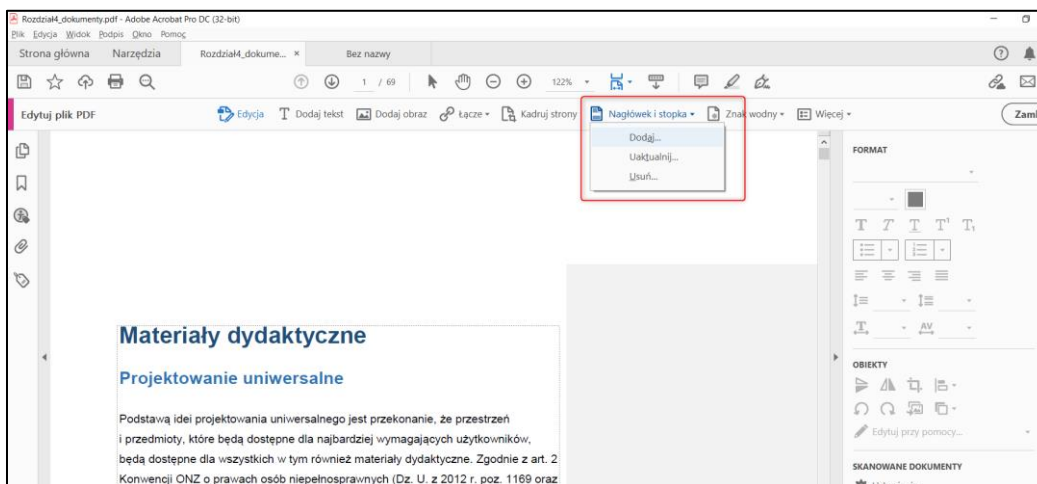 Rozdział4_dokumenty.pdf - Adobe Acrobat Pro DC (32-bit)
Plik Edycja Widok Podpis Okno Pomoc
Strona główna Narzędzia Rozdział4_dokume... × Bez nazwy
1 / 69 122%
Edytuj plik PDF Edycja Dodaj tekst Dodaj obraz Łącze Kadruj strony Nagłówek i stopka Znak wodny Więcej Zaml
Dodaj...
Uaktualnij...
Usuń...
FORMAT
OBIEKTY
Edytuj przy pomocy...
SKANOWANE DOKUMENTY
Materiały dydaktyczne
Projektowanie uniwersalne
Podstawą idei projektowania uniwersalnego jest przekonanie, że przestrzeń
i przedmioty, które będą dostępne dla najbardziej wymagających użytkowników,
będą dostępne dla wszystkich w tym również materiały dydaktyczne. Zgodnie z art. 2
Konwencji ONZ o prawach osób niepełnosprawnych (Dz. U. z 2012 r. poz. 1169 oraz